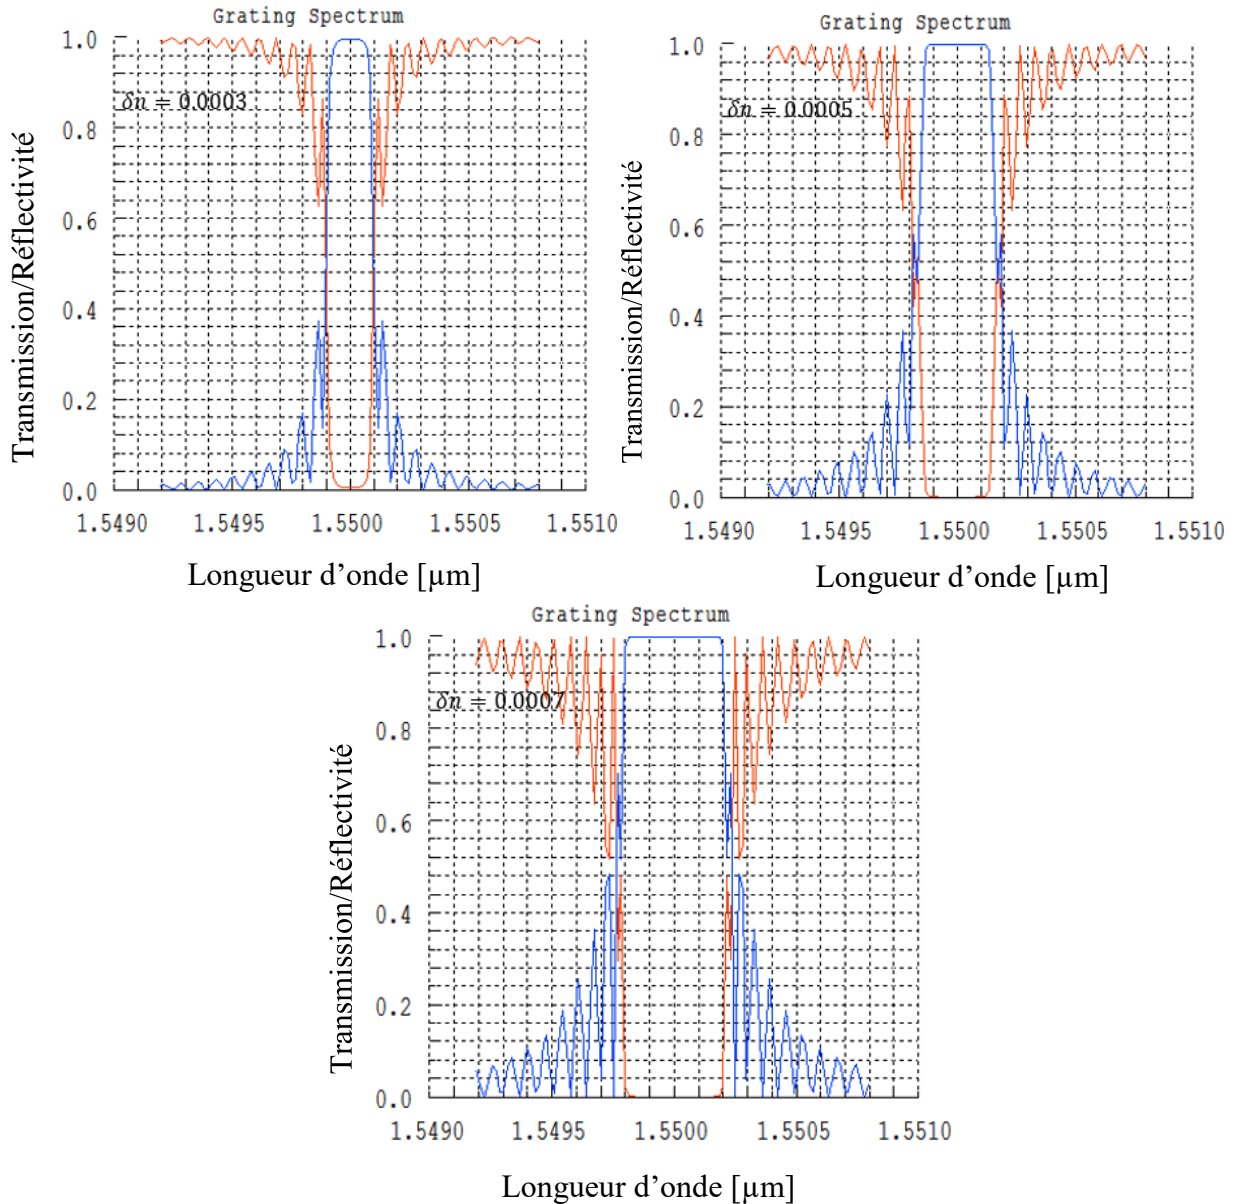 Grating Spectrum
1.0
0.8
0.6
0.4
0.2
0.0
δn = 0.0003
Transmission/Réflectivité
1.5490 1.5495 1.5500 1.5505 1.5510
Longueur d’onde [µm]
Grating Spectrum
1.0
0.8
0.6
0.4
0.2
0.0
δn = 0.0005
Transmission/Réflectivité
1.5490 1.5495 1.5500 1.5505 1.5510
Longueur d’onde [µm]
Grating Spectrum
1.0
0.8
0.6
0.4
0.2
0.0
δn = 0.0007
Transmission/Réflectivité
1.5490 1.5495 1.5500 1.5505 1.5510
Longueur d’onde [µm]